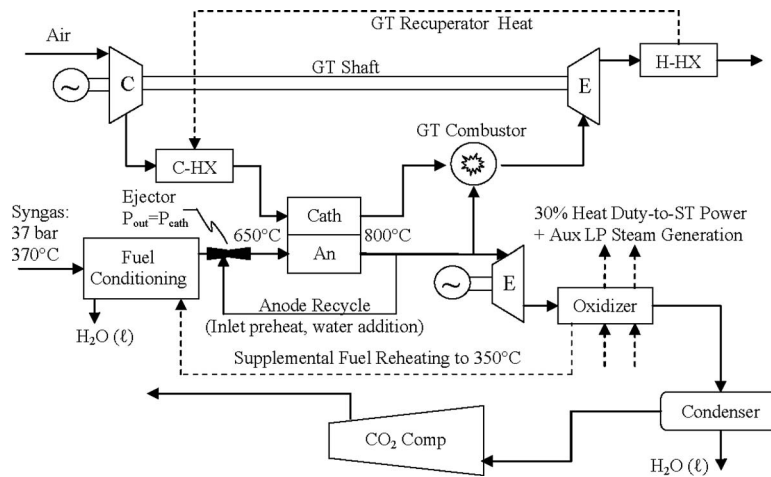 GT Recuperator Heat
Air
H-HX
~
C
GT Shaft
E
GT Combustor
C-HX
Ejector
P_out=P_cath
Syngas:
37 bar
370°C
650°C
Cath
An
800°C
30% Heat Duty-to-ST Power
+ Aux LP Steam Generation
Fuel
Conditioning
~
E
Oxidizer
Anode Recycle
(Inlet preheat, water addition)
H₂O (ℓ)
Supplemental Fuel Reheating to 350°C
Condenser
CO₂ Comp
H₂O (ℓ)